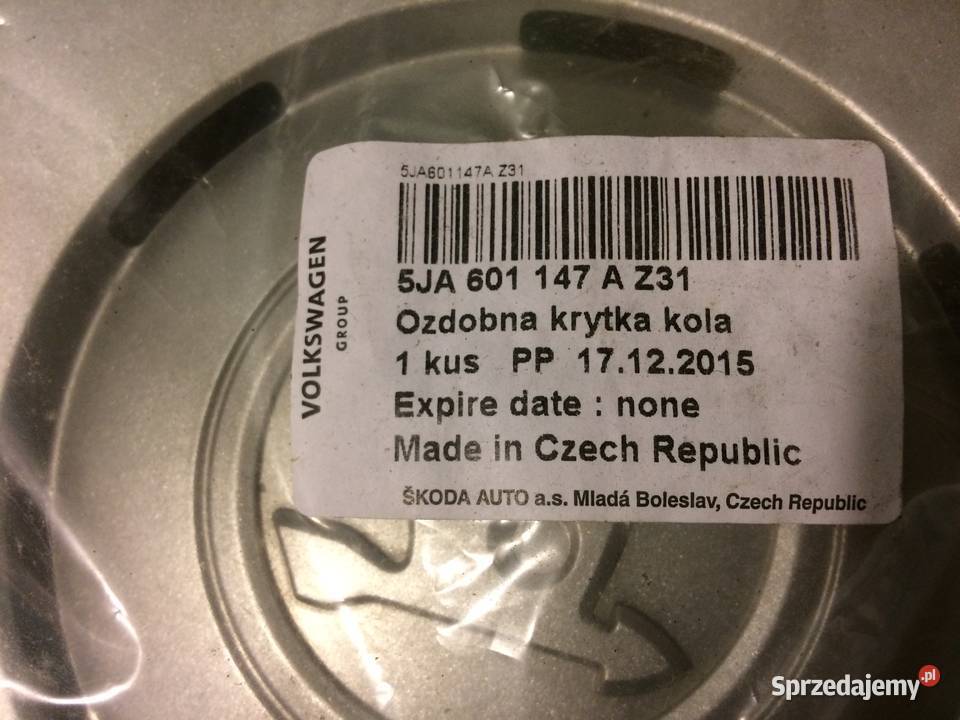 5JA601147A Z31
VOLKSWAGEN
GROUP
5JA 601 147 A Z31
Ozdobna krytka kola
1 kus PP 17.12.2015
Expire date : none
Made in Czech Republic
ŠKODA AUTO a.s. Mladá Boleslav, Czech Republic
Sprzedajemy.pl